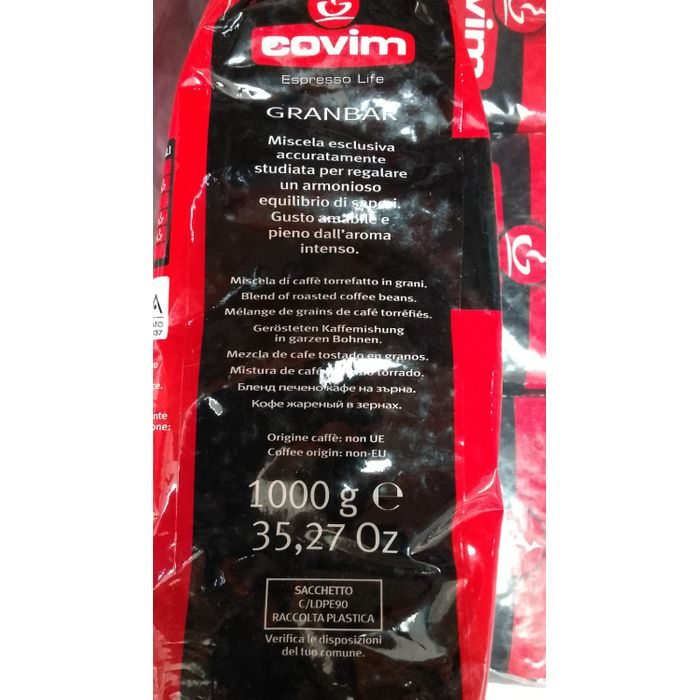 covim
Espresso Life
GRANBAR
Miscela esclusiva
accuratamente
studiata per regalare
un armonioso
equilibrio di sapori.
Gusto amabile e
pieno dall'aroma
intenso.
Miscela di caffè torrefatto in grani.
Blend of roasted coffee beans.
Mélange de grains de café torréfiés.
Gerösteten Kaffemishung
in garzen Bohnen.
Mezcla de cafe tostado en granos.
Mistura de café torrado.
Бленд печено кафе на зърна.
Кофе жареный в зернах.
Origine caffè: non UE
Coffee origin: non-EU
1000 g ℮
35,27 Oz
SACCHETTO
C/LDPE90
RACCOLTA PLASTICA
Verifica le disposizioni
del tuo comune.
vim